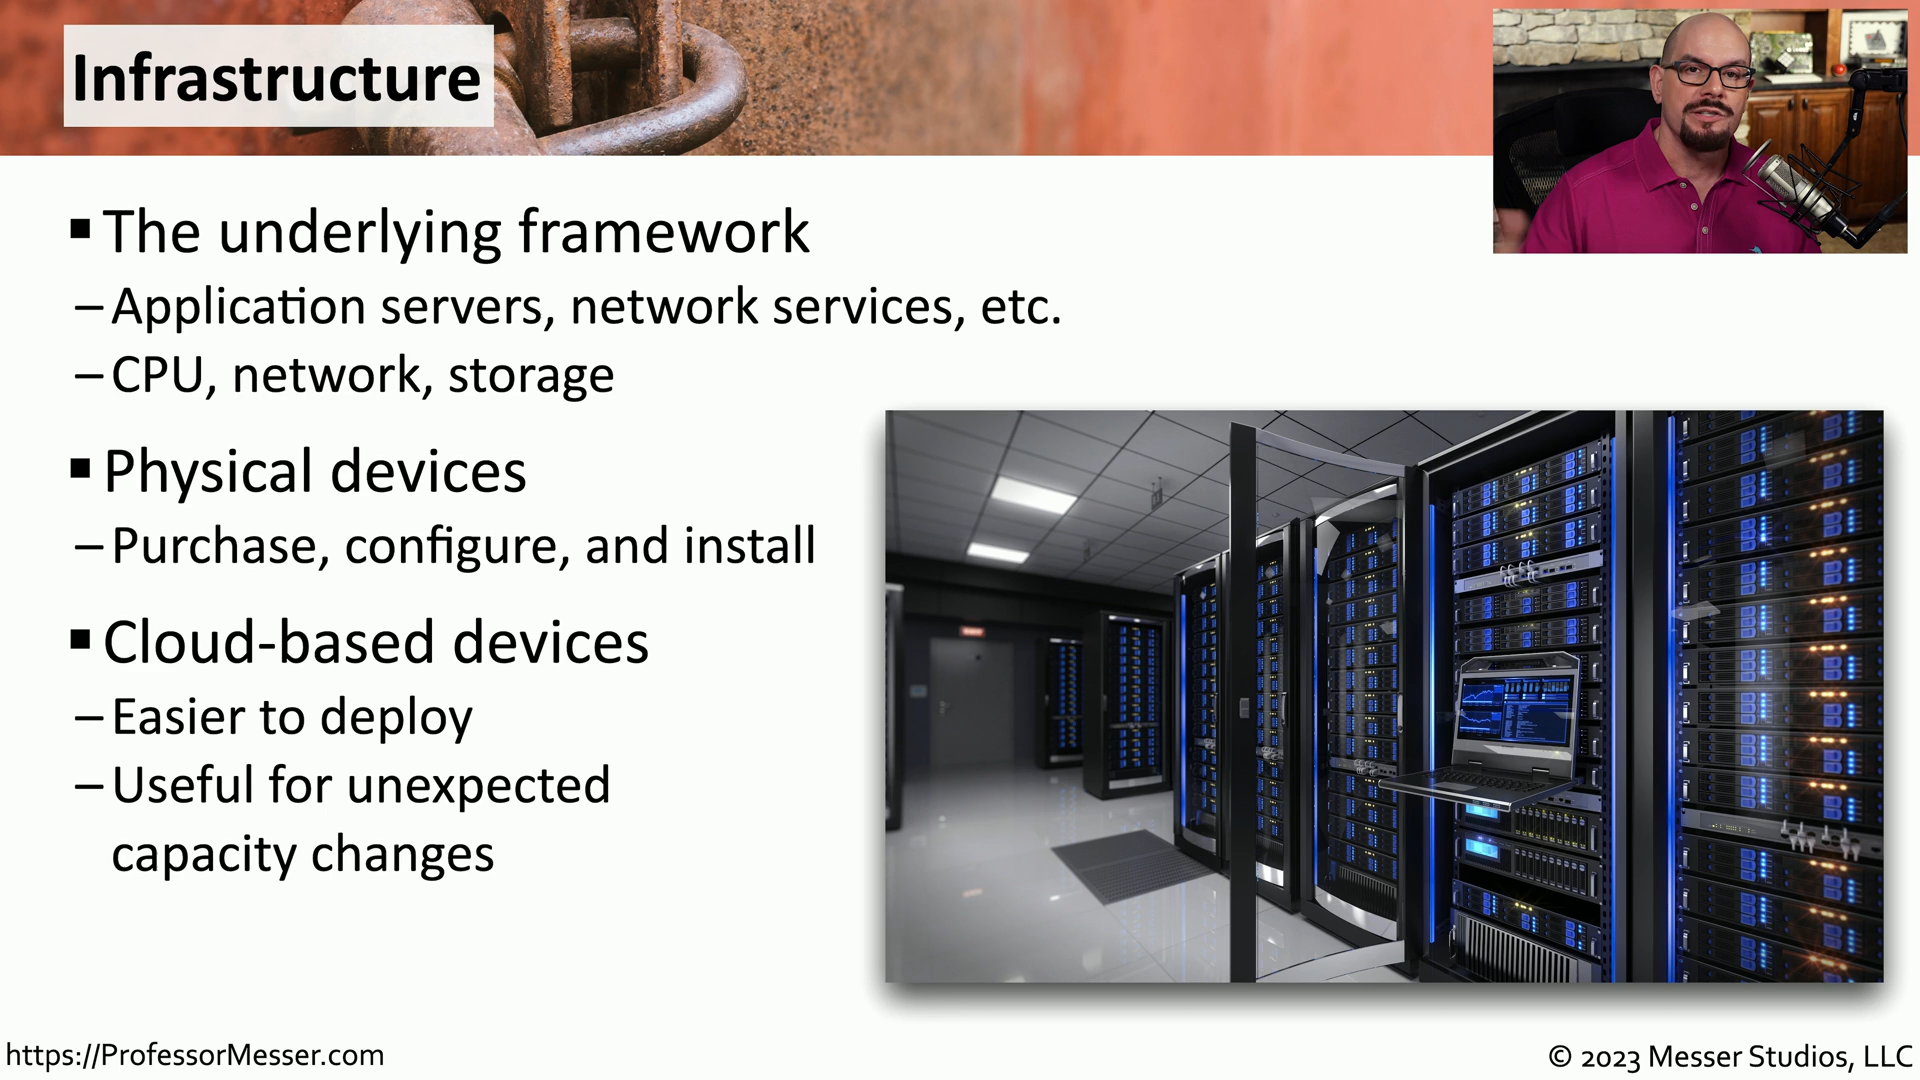 Infrastructure
▪ The underlying framework
– Application servers, network services, etc.
– CPU, network, storage
▪ Physical devices
– Purchase, configure, and install
▪ Cloud-based devices
– Easier to deploy
– Useful for unexpected
capacity changes
https://ProfessorMesser.com
© 2023 Messer Studios, LLC